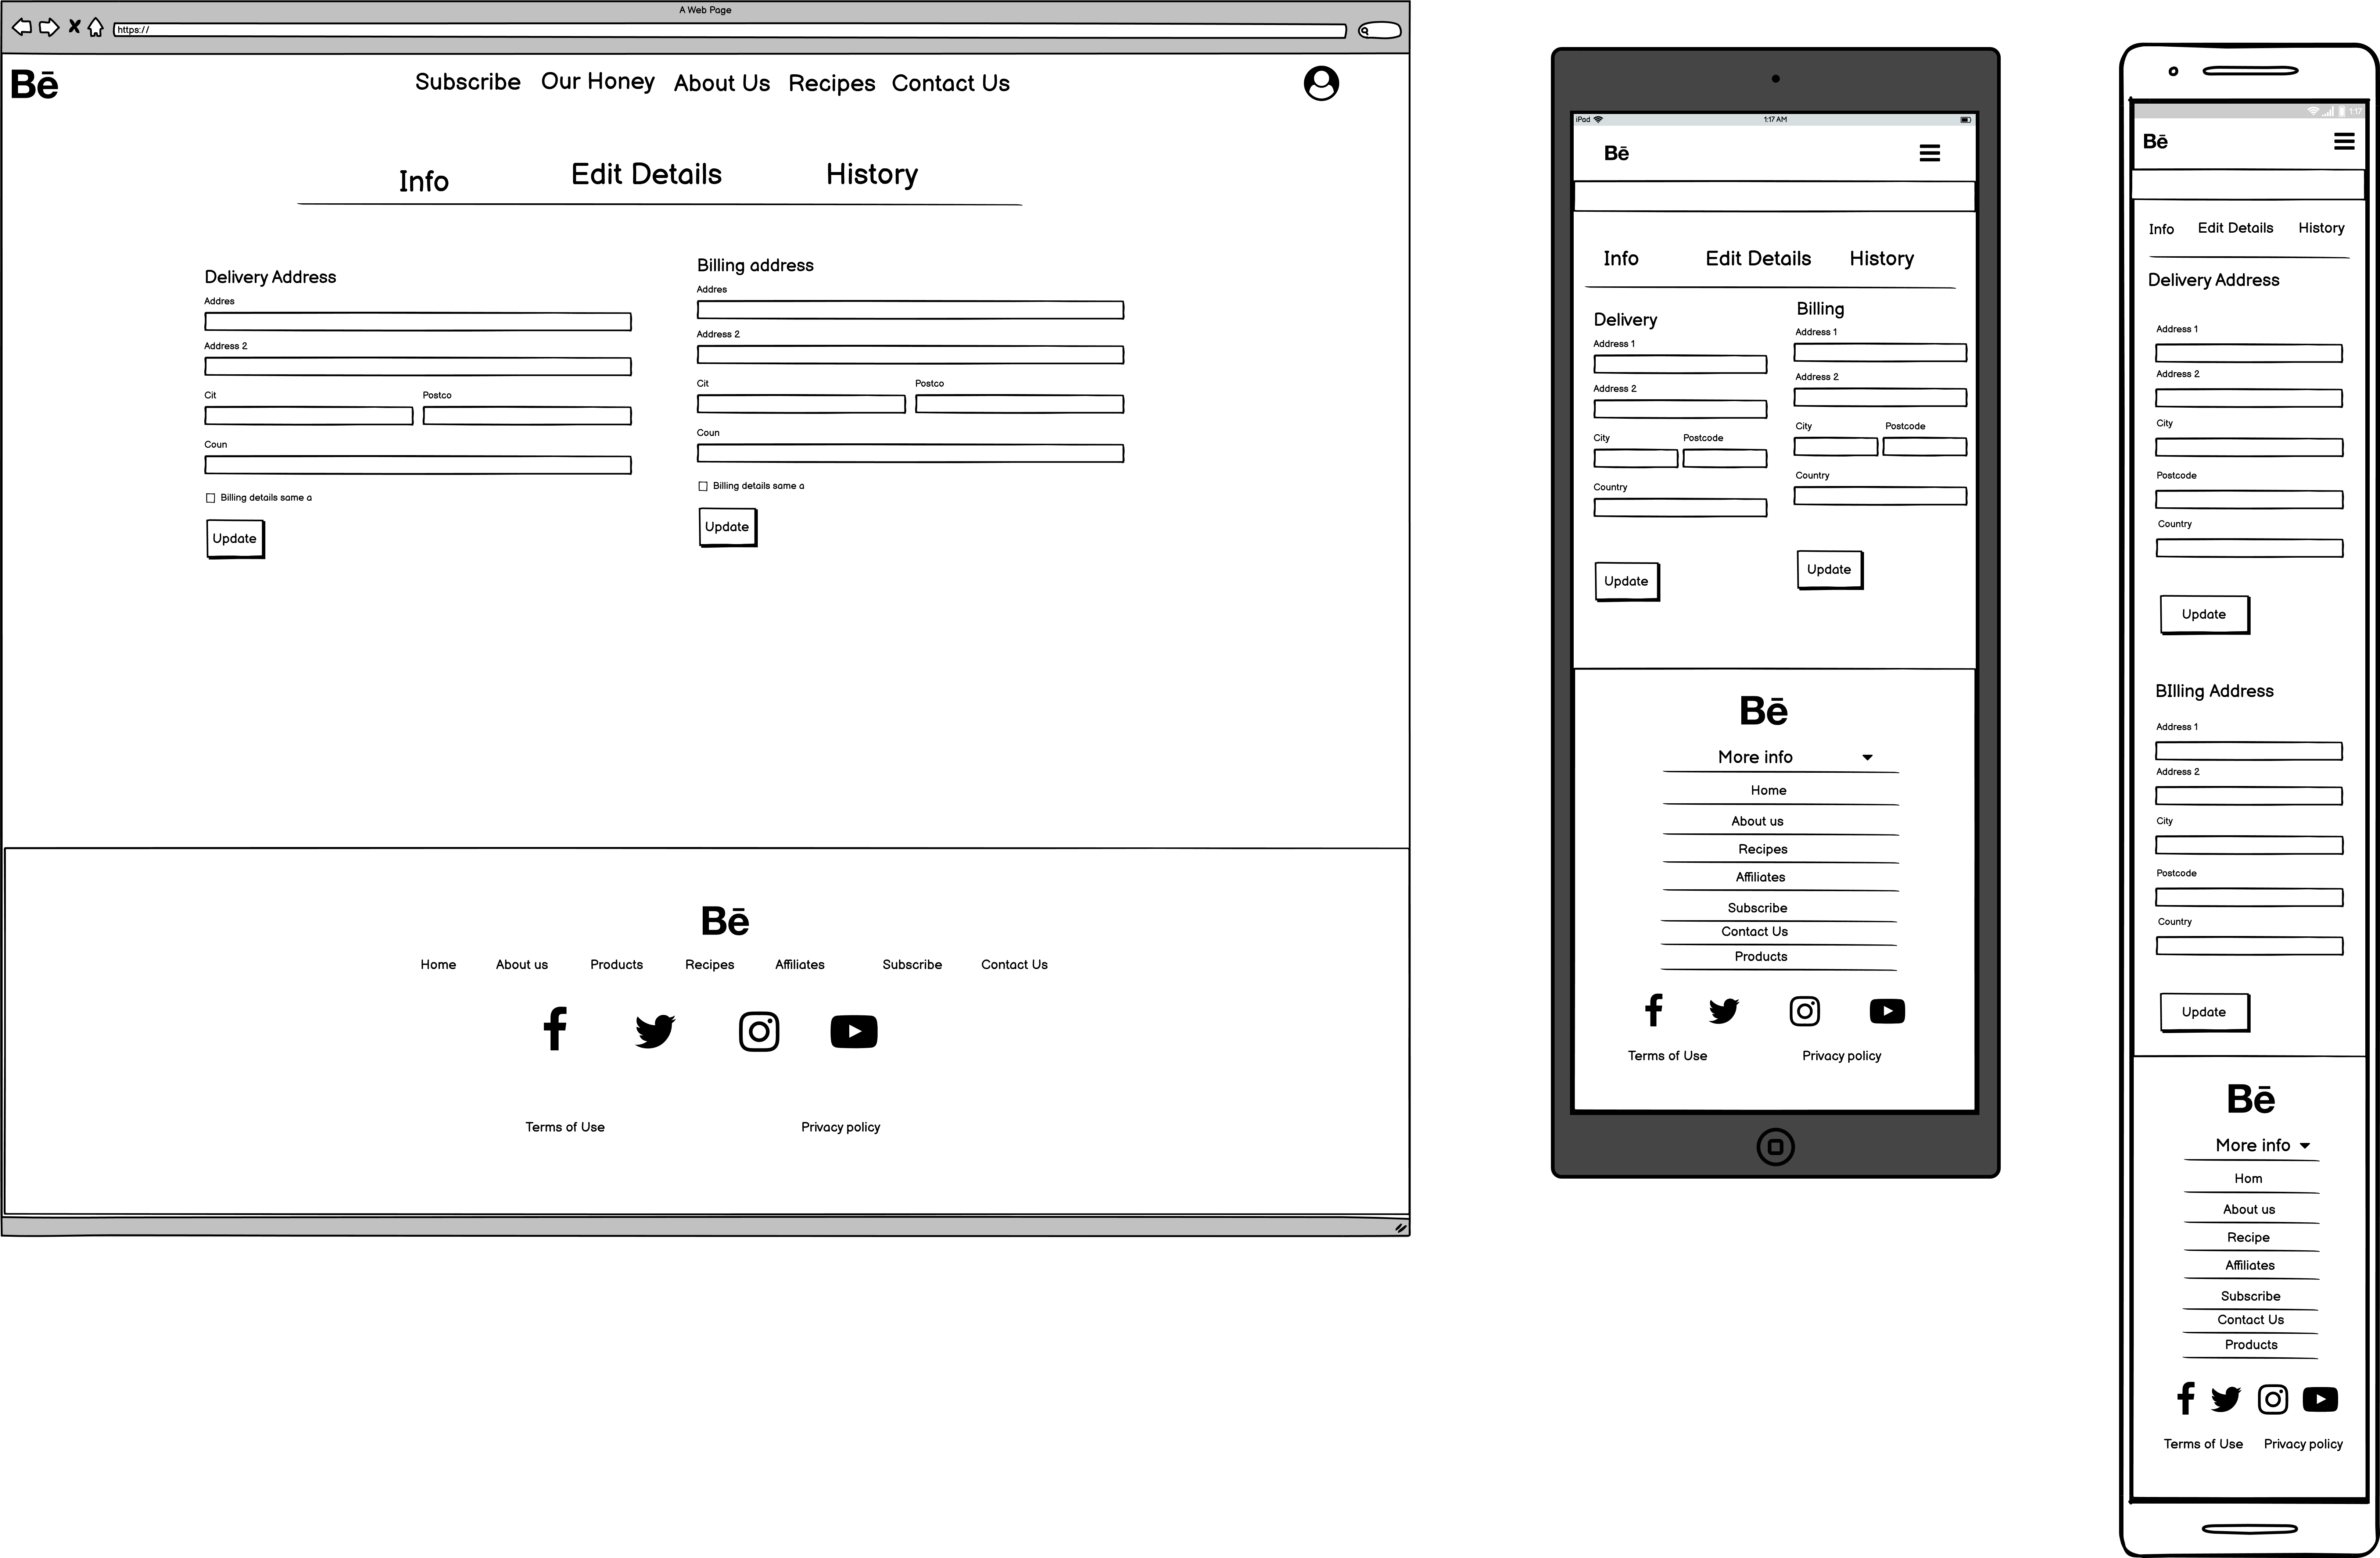 A Web Page
https://
Bē
Subscribe Our Honey About Us Recipes Contact Us
Info Edit Details History
Delivery Address
Addres
Address 2
Cit Postco
Coun
Billing details same a
Update
Billing address
Addres
Address 2
Cit Postco
Coun
Billing details same a
Update
Bē
Home About us Products Recipes Affiliates Subscribe Contact Us
Terms of Use Privacy policy
iPad 1:17 AM
Bē
Info Edit Details History
Delivery
Address 1
Address 2
City Postcode
Country
Update
Billing
Address 1
Address 2
City Postcode
Country
Update
Bē
More info
Home
About us
Recipes
Affiliates
Subscribe
Contact Us
Products
Terms of Use Privacy policy
1:17
Bē
Info Edit Details History
Delivery Address
Address 1
Address 2
City
Postcode
Country
Update
BIlling Address
Address 1
Address 2
City
Postcode
Country
Update
Bē
More info
Hom
About us
Recipe
Affiliates
Subscribe
Contact Us
Products
Terms of Use Privacy policy